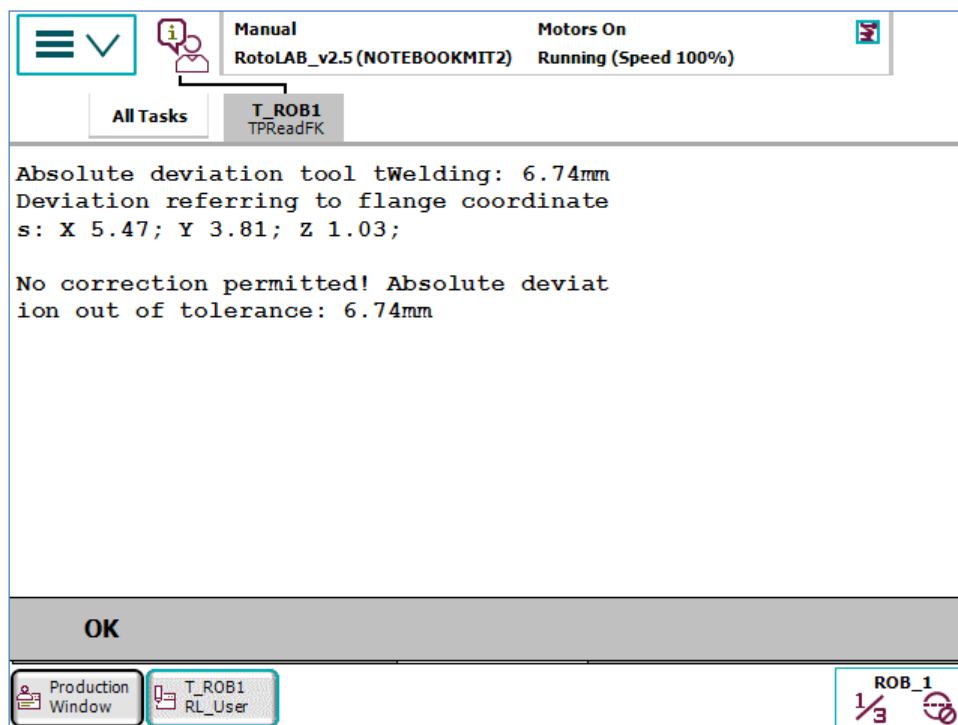 Manual
Motors On
RotoLAB_v2.5 (NOTEBOOKMIT2)
Running (Speed 100%)
All Tasks
T_ROB1
TPReadFK
Absolute deviation tool tWelding: 6.74mm
Deviation referring to flange coordinate
s: X 5.47; Y 3.81; Z 1.03;
No correction permitted! Absolute deviat
ion out of tolerance: 6.74mm
OK
Production
Window
T_ROB1
RL_User
ROB_1
1/3